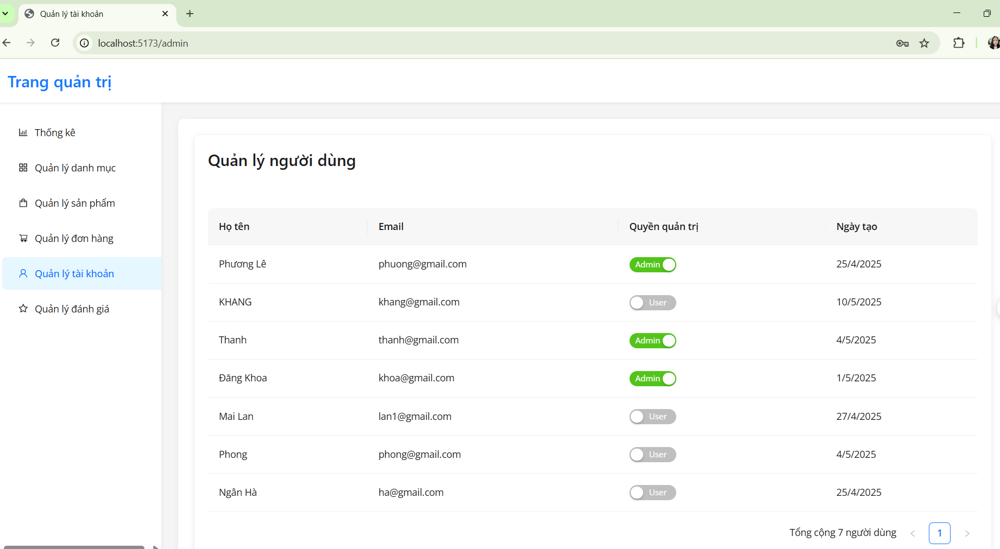 Quản lý tài khoản
localhost:5173/admin
Trang quản trị
Thống kê
Quản lý danh mục
Quản lý sản phẩm
Quản lý đơn hàng
Quản lý tài khoản
Quản lý đánh giá
Quản lý người dùng
Họ tên Email Quyền quản trị Ngày tạo
Phương Lê phuong@gmail.com Admin 25/4/2025
KHANG khang@gmail.com User 10/5/2025
Thanh thanh@gmail.com Admin 4/5/2025
Đăng Khoa khoa@gmail.com Admin 1/5/2025
Mai Lan lan1@gmail.com User 27/4/2025
Phong phong@gmail.com User 4/5/2025
Ngân Hà ha@gmail.com User 25/4/2025
Tổng cộng 7 người dùng < 1 >